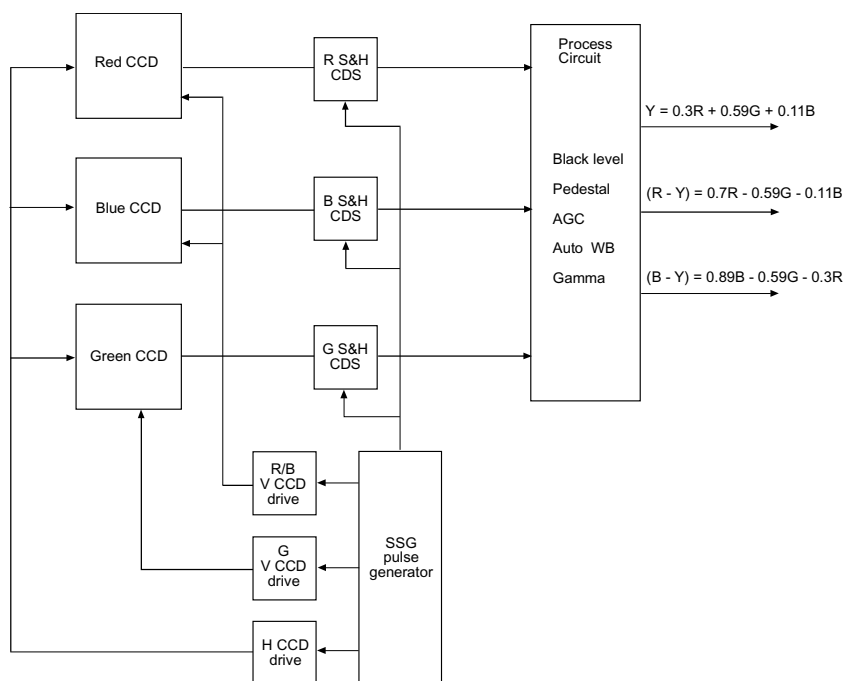 Red CCD
R S&H
CDS
Process
Circuit
Y = 0.3R + 0.59G + 0.11B
Black level
Blue CCD
B S&H
CDS
Pedestal
(R - Y) = 0.7R - 0.59G - 0.11B
AGC
Auto WB
Gamma
(B - Y) = 0.89B - 0.59G - 0.3R
Green CCD
G S&H
CDS
R/B
V CCD
drive
G
V CCD
drive
SSG
pulse
generator
H CCD
drive